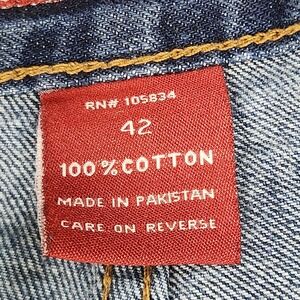 RN# 105834
42
100% COTTON
MADE IN PAKISTAN
CARE ON REVERSE